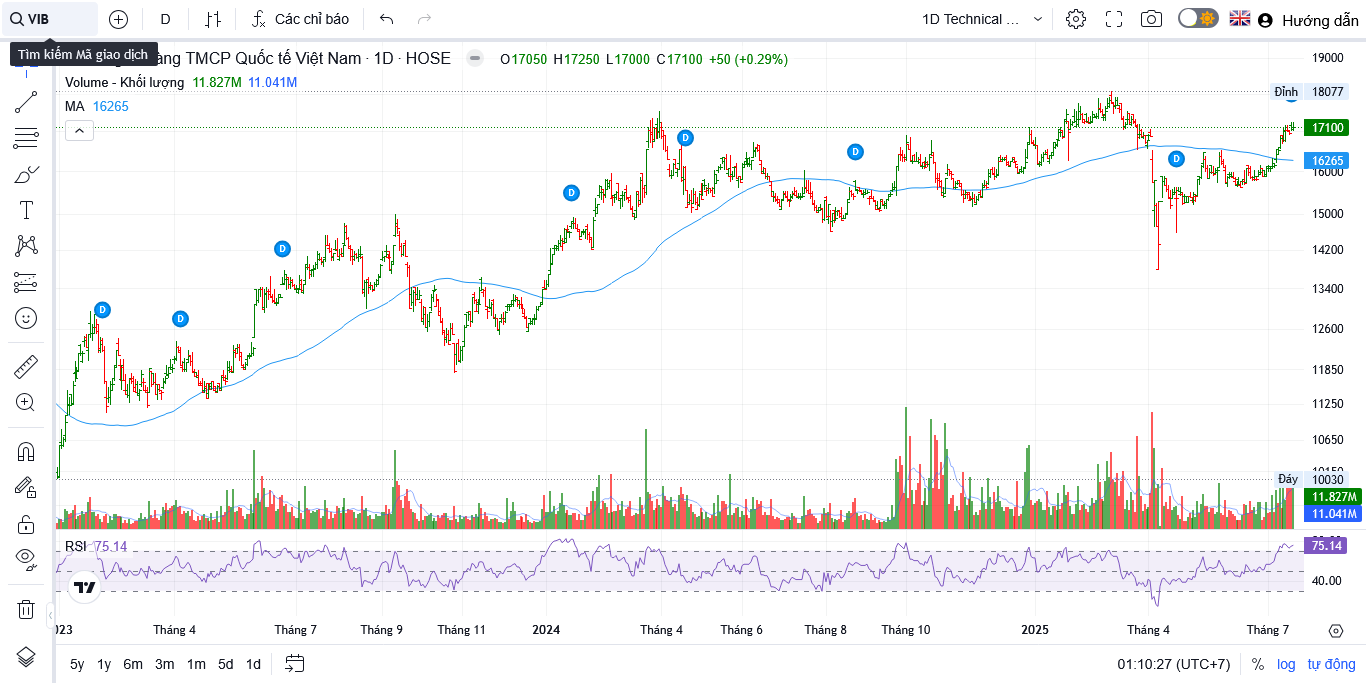 VIB
D
Các chỉ báo
1D Technical ...
Hướng dẫn
Tìm kiếm Mã giao dịch
àng TMCP Quốc tế Việt Nam · 1D · HOSE
O17050 H17250 L17000 C17100 +50 (+0.29%)
Volume - Khối lượng 11.827M 11.041M
MA 16265
19000
Đỉnh 18077
17100
16265
16000
15000
14200
13400
12600
11850
11250
10650
10150
Đáy 10030
11.827M
11.041M
D
D
D
D
D
D
D
RSI 75.14
75.14
40.00
2023 Tháng 4 Tháng 7 Tháng 9 Tháng 11 2024 Tháng 4 Tháng 6 Tháng 8 Tháng 10 2025 Tháng 4 Tháng 7
5y 1y 6m 3m 1m 5d 1d
01:10:27 (UTC+7) % log tự động